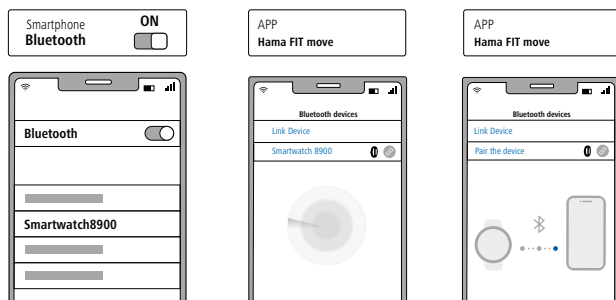 Smartphone
Bluetooth
ON
APP
Hama FIT move
APP
Hama FIT move
Bluetooth
Smartwatch8900
Bluetooth devices
Link Device
Smartwatch 8900
Bluetooth devices
Link Device
Pair the device